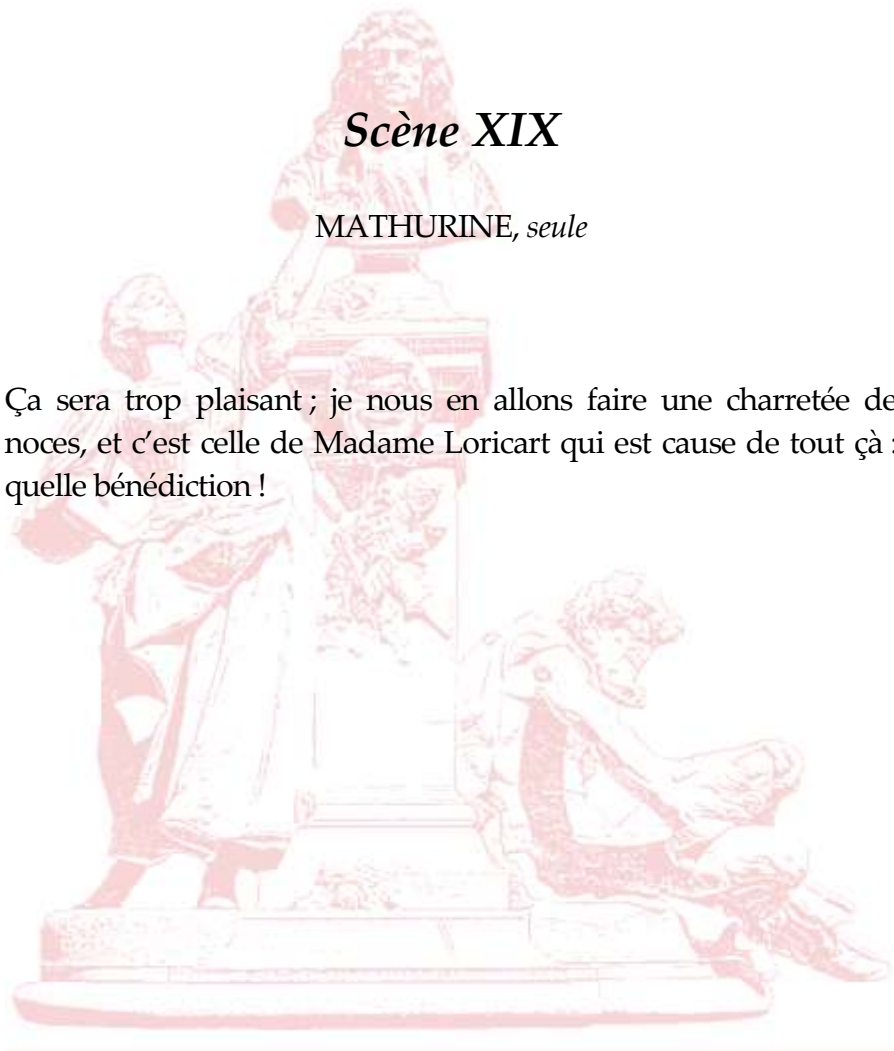 Scène XIX
MATHURINE, seule
Ça sera trop plaisant ; je nous en allons faire une charretée de
noces, et c’est celle de Madame Loricart qui est cause de tout çà :
quelle bénédiction !